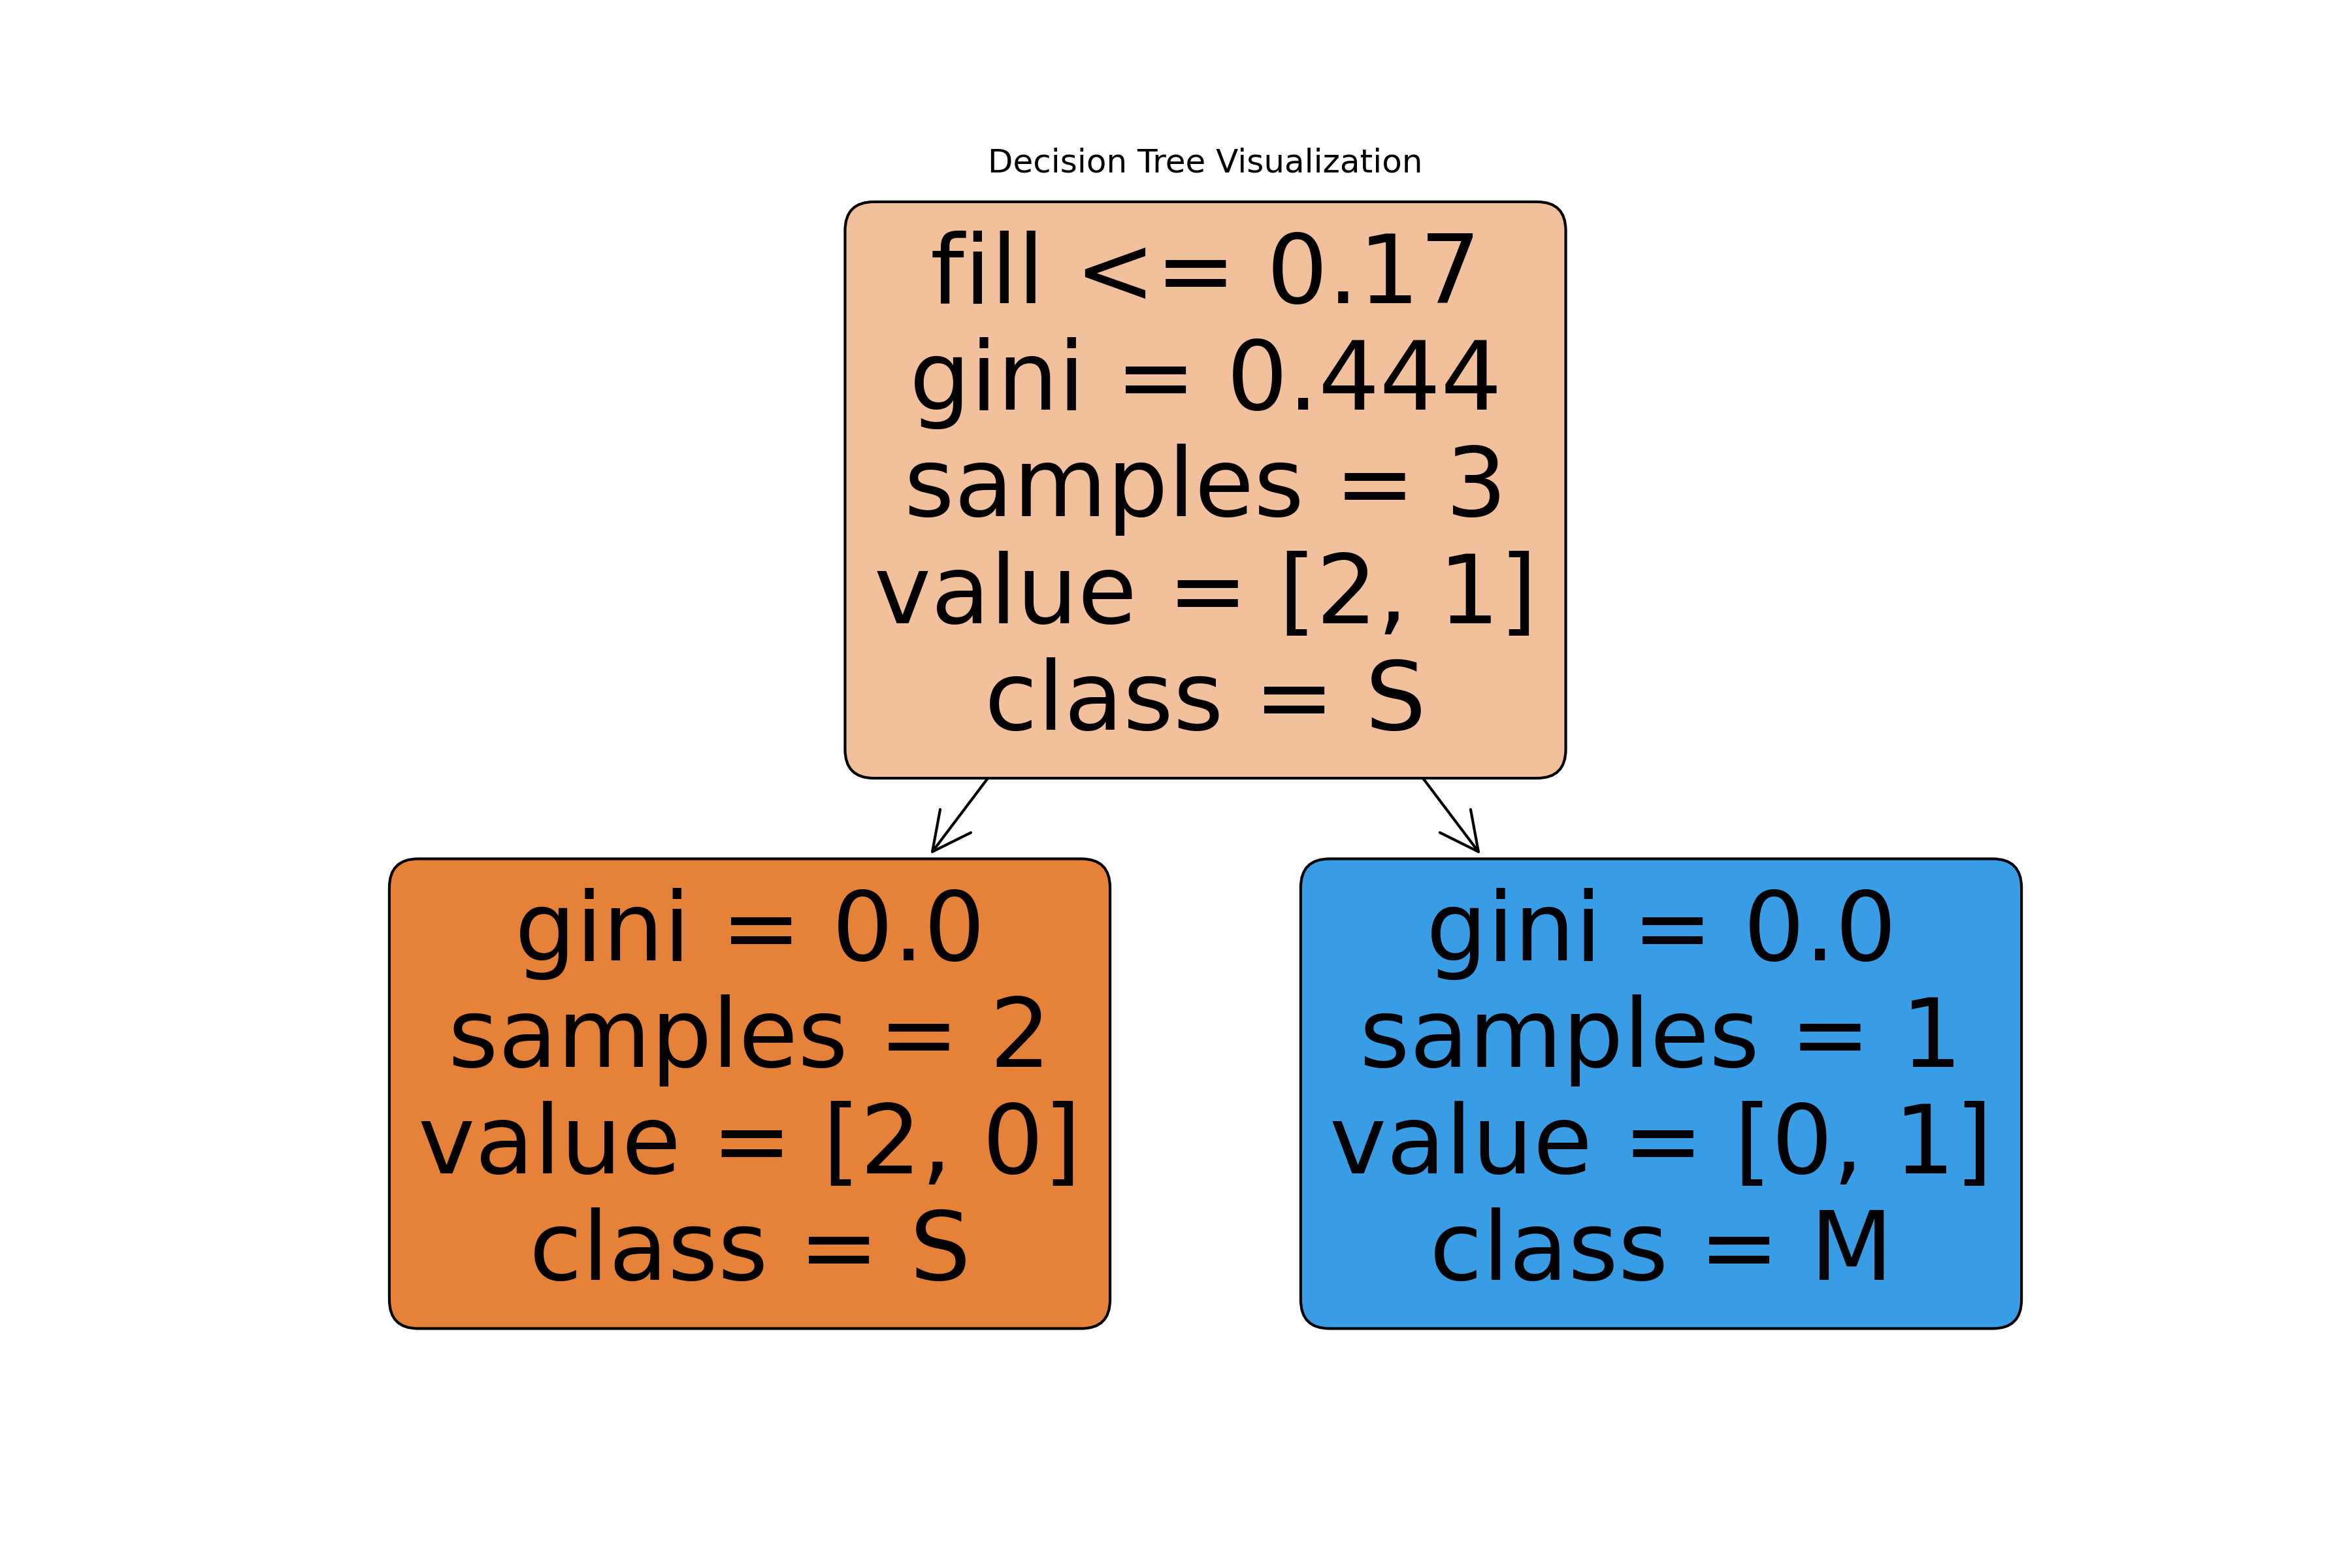 Decision Tree Visualization
fill <= 0.17
gini = 0.444
samples = 3
value = [2, 1]
class = S
gini = 0.0
samples = 2
value = [2, 0]
class = S
gini = 0.0
samples = 1
value = [0, 1]
class = M